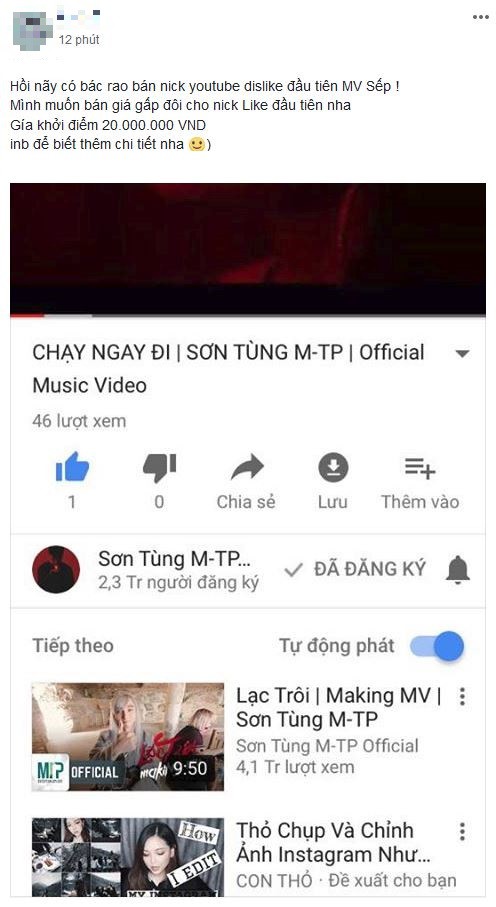 12 phút
Hồi nãy có bác rao bán nick youtube dislike đầu tiên MV Sếp !
Mình muốn bán giá gấp đôi cho nick Like đầu tiên nha
Gía khởi điểm 20.000.000 VND
inb để biết thêm chi tiết nha 🙂)
CHẠY NGAY ĐI | SƠN TÙNG M-TP | Official
Music Video
46 lượt xem
1
0
Chia sẻ
Lưu
Thêm vào
Sơn Tùng M-TP...
2,3 Tr người đăng ký
ĐÃ ĐĂNG KÝ
Tiếp theo
Tự động phát
Lạc Trôi | Making MV |
Sơn Tùng M-TP
Sơn Tùng M-TP Official
4,1 Tr lượt xem
OFFICIAL
9:50
Thỏ Chụp Và Chỉnh
Ảnh Instagram Như...
CON THỎ · Đề xuất cho bạn
HOW
I EDIT
MY INSTAGRAM